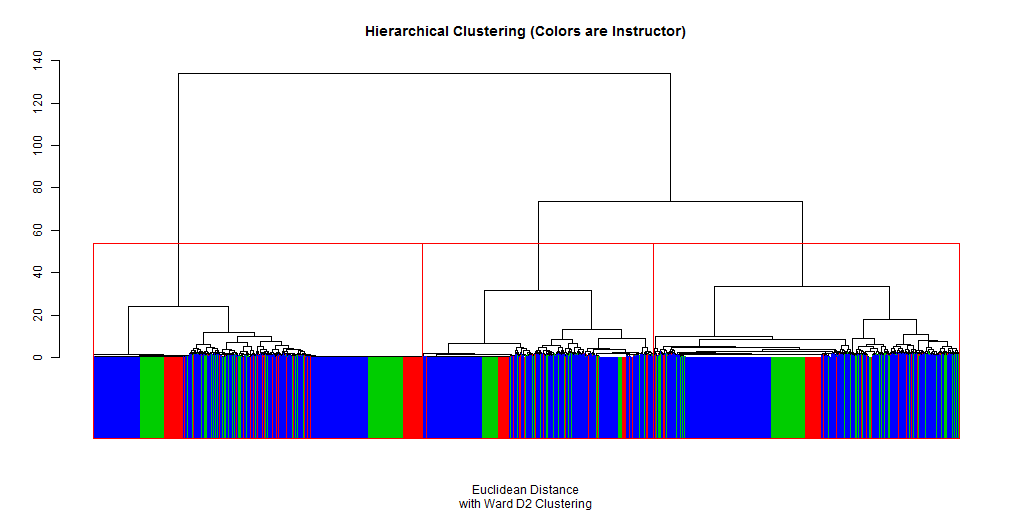 Hierarchical Clustering (Colors are Instructor)
140
120
100
80
60
40
20
0
Euclidean Distance
with Ward D2 Clustering